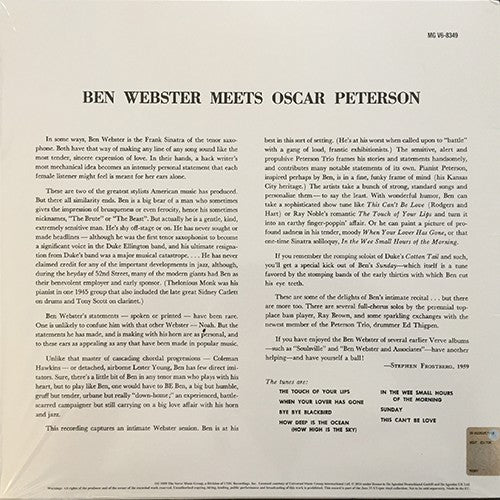 MG V6-8349
BEN WEBSTER MEETS OSCAR PETERSON
In some ways, Ben Webster is the Frank Sinatra of the tenor saxo-
phone. Both have that way of making any line of any song sound like the
most tender, sincere expression of love. In their hands, a hack writer's
most mechanical idea becomes an intensely personal statement that each
female listener might feel is meant for her ears alone.
These are two of the greatest stylists American music has produced.
But there all similarity ends. Ben is a big bear of a man who sometimes
gives the impression of brusqueness or even ferocity, hence his sometimes
nicknames, "The Brute" or "The Beast". But actually he is a gentle, kind,
extremely sensitive man. He's shy off-stage or on. He has never sought or
made headlines — although he was the first tenor saxophonist to become
a significant voice in the Duke Ellington band, and his ultimate resigna-
tion from Duke's band was a major musical catastrophe. . . . He has never
claimed credit for any of the important developments in jazz, although,
during the heyday of 52nd Street, many of the modern giants had Ben as
their benevolent employer and early sponsor. (Thelonious Monk was his
pianist in one 1965 group that also included the late great Sidney Catlett
on drums and Tony Scott on clarinet.)
Ben Webster's statements — spoken or printed — have been rare.
One is unlikely to confuse him with that other Webster — Noah. But the
statements he has made, and is making with his horn are as personal, and
to these ears as appealing as any that have been made in popular music.
Unlike that master of cascading chordal progressions — Coleman
Hawkins — or detached, airborne Lester Young, Ben has few direct imi-
tators. Sure, there's a little bit of Ben in any tenor man who plays with his
heart, but to play like Ben, one would have to BE Ben, a big but humble,
gruff but tender, urbane but really "down-home;" an experienced, battle-
scarred campaigner but still carrying on a big love affair with his horn
and jazz.
This recording captures an intimate Webster session. Ben is at his
best in this sort of setting. (He's at his worst when called upon to "battle"
with a gang of loud, frantic exhibitionists.) The sensitive, alert and
propulsive Peterson Trio frames his stories and statements handsomely,
and contributes many notable statements of its own. Pianist Peterson,
inspired perhaps by Ben, is in a fine, funky frame of mind (his Kansas
City heritage.) The artists take a bunch of strong, standard songs and
personalise them — to say the least. With wonderful humor, Ben can
take a sophisticated show tune like This Can't Be Love (Rodgers and
Hart) or Ray Noble's romantic The Touch of Your Lips and turn it
into an earthy finger-poppin' affair. Or he can paint a picture of pro-
found sadness in his tender, moody When Your Lover Has Gone, or that
one-time Sinatra soliloquy, In the Wee Small Hours of the Morning.
If you remember the romping soloist of Duke's Cotton Tail and such,
you'll get a special kick out of Ben's Sunday—which itself is a tune
favored by the stomping bands of the early thirties with which Ben cut
his eye teeth.
These are some of the delights of Ben's intimate recital . . . but there
are more too. There are several full-chorus solos by the perennial top-
place bass player, Ray Brown, and some sparkling exchanges with the
newest member of the Peterson Trio, drummer Ed Thigpen.
If you have enjoyed the Ben Webster of several earlier Verve albums
—such as "Soulville" and "Ben Webster and Associates"—have another
helping—and have yourself a ball!
—STEPHEN FROSTBERG, 1959
The tunes are:
THE TOUCH OF YOUR LIPS
WHEN YOUR LOVER HAS GONE
BYE BYE BLACKBIRD
HOW DEEP IS THE OCEAN
(HOW HIGH IS THE SKY)
IN THE WEE SMALL HOURS
OF THE MORNING
SUNDAY
THIS CAN'T BE LOVE